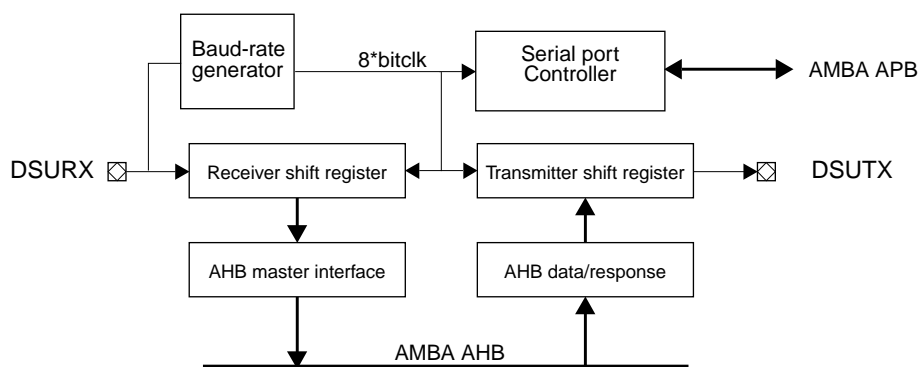 Baud-rate
generator
8*bitclk
Serial port
Controller
AMBA APB
DSURX
Receiver shift register
Transmitter shift register
DSUTX
AHB master interface
AHB data/response
AMBA AHB